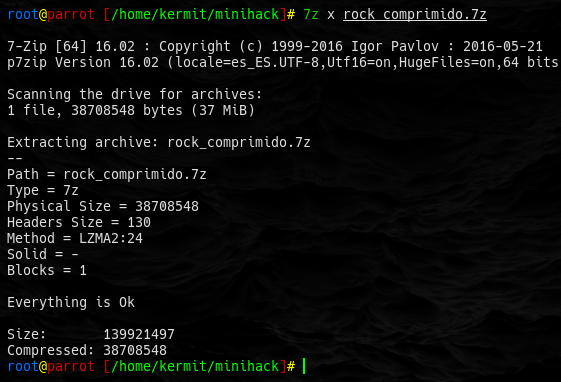 root@parrot [/home/kermit/minihack]# 7z x rock_comprimido.7z
7-Zip [64] 16.02 : Copyright (c) 1999-2016 Igor Pavlov : 2016-05-21
p7zip Version 16.02 (locale=es_ES.UTF-8,Utf16=on,HugeFiles=on,64 bits
Scanning the drive for archives:
1 file, 38708548 bytes (37 MiB)
Extracting archive: rock_comprimido.7z
--
Path = rock_comprimido.7z
Type = 7z
Physical Size = 38708548
Headers Size = 130
Method = LZMA2:24
Solid = -
Blocks = 1
Everything is Ok
Size:       139921497
Compressed: 38708548
root@parrot [/home/kermit/minihack]#